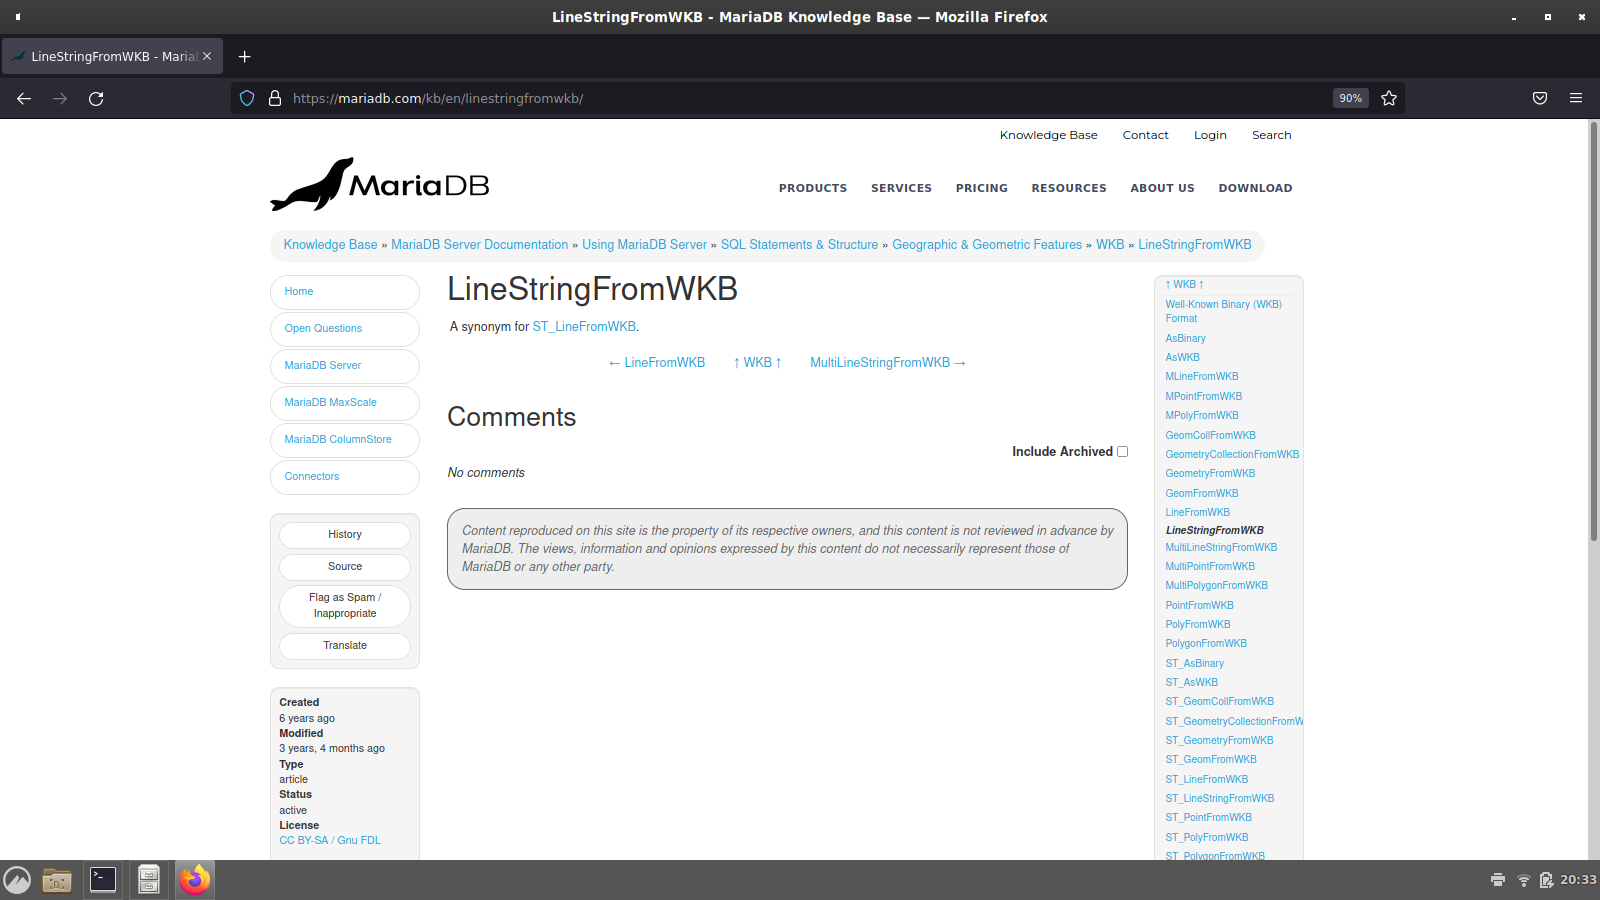 LineStringFromWKB - MariaDB Knowledge Base — Mozilla Firefox
LineStringFromWKB - Maria
https://mariadb.com/kb/en/linestringfromwkb/
90%
Knowledge Base Contact Login Search
MariaDB
PRODUCTS SERVICES PRICING RESOURCES ABOUT US DOWNLOAD
Knowledge Base » MariaDB Server Documentation » Using MariaDB Server » SQL Statements & Structure » Geographic & Geometric Features » WKB » LineStringFromWKB
Home
Open Questions
MariaDB Server
MariaDB MaxScale
MariaDB ColumnStore
Connectors
History
Source
Flag as Spam /
Inappropriate
Translate
Created
6 years ago
Modified
3 years, 4 months ago
Type
article
Status
active
License
CC BY-SA / Gnu FDL
LineStringFromWKB
A synonym for ST_LineFromWKB.
← LineFromWKB ↑ WKB ↑ MultiLineStringFromWKB →
Comments
Include Archived
No comments
Content reproduced on this site is the property of its respective owners, and this content is not reviewed in advance by
MariaDB. The views, information and opinions expressed by this content do not necessarily represent those of
MariaDB or any other party.
↑ WKB ↑
Well-Known Binary (WKB)
Format
AsBinary
AsWKB
MLineFromWKB
MPointFromWKB
MPolyFromWKB
GeomCollFromWKB
GeometryCollectionFromWKB
GeometryFromWKB
GeomFromWKB
LineFromWKB
LineStringFromWKB
MultiLineStringFromWKB
MultiPointFromWKB
MultiPolygonFromWKB
PointFromWKB
PolyFromWKB
PolygonFromWKB
ST_AsBinary
ST_AsWKB
ST_GeomCollFromWKB
ST_GeometryCollectionFromW
ST_GeometryFromWKB
ST_GeomFromWKB
ST_LineFromWKB
ST_LineStringFromWKB
ST_PointFromWKB
ST_PolyFromWKB
ST_PolygonFromWKB
20:33